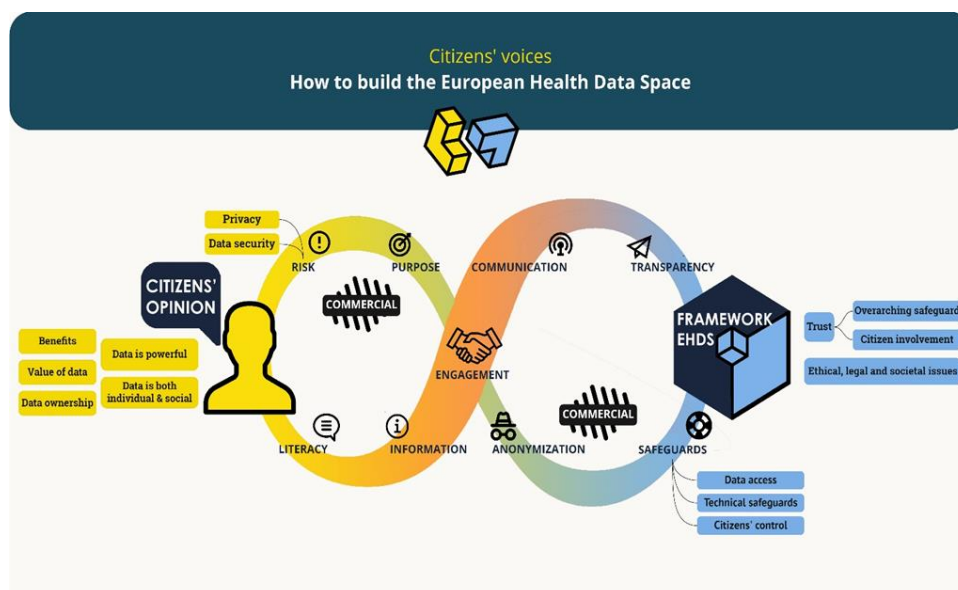 Citizens' voices
How to build the European Health Data Space
Privacy
Data security
RISK
PURPOSE
COMMUNICATION
TRANSPARENCY
CITIZENS'
OPINION
COMMERCIAL
FRAMEWORK
EHDS
Trust
Overarching safeguard
Citizen involvement
Ethical, legal and societal issues
Benefits
Value of data
Data ownership
Data is powerful
Data is both
individual & social
ENGAGEMENT
COMMERCIAL
LITERACY
INFORMATION
ANONYMIZATION
SAFEGUARDS
Data access
Technical safeguards
Citizens' control